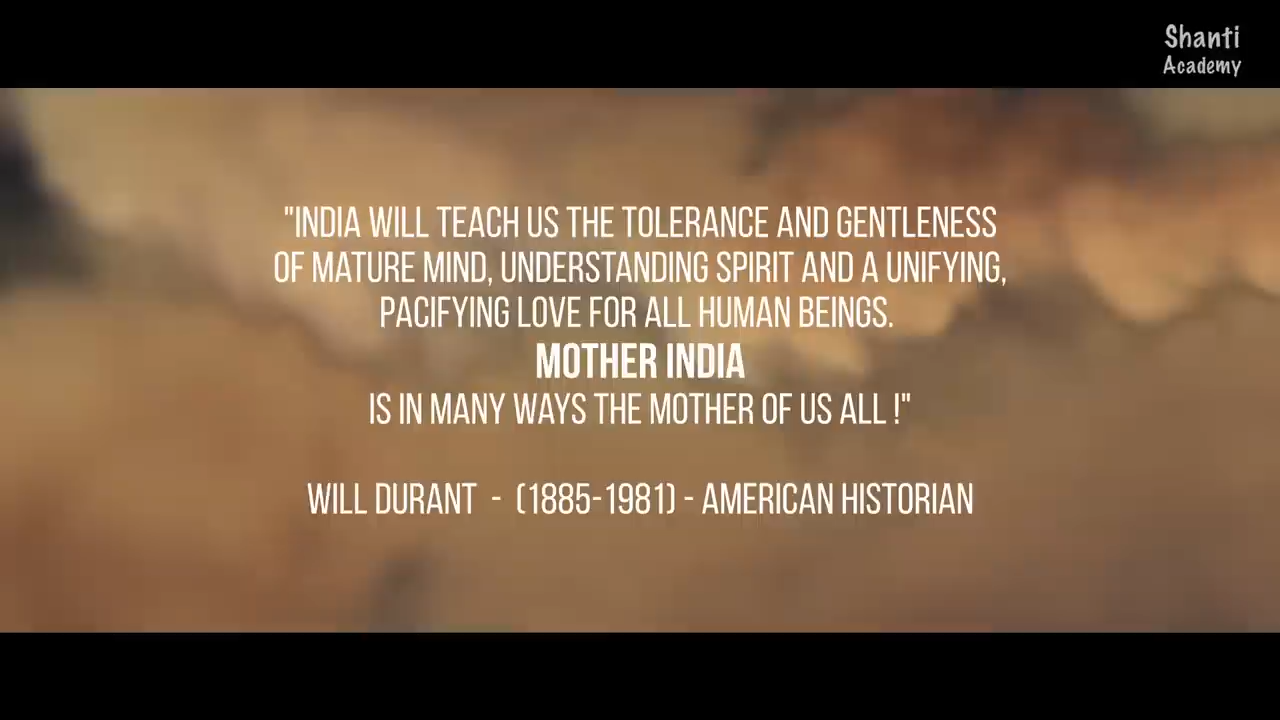 Shanti
Academy
"INDIA WILL TEACH US THE TOLERANCE AND GENTLENESS
OF MATURE MIND, UNDERSTANDING SPIRIT AND A UNIFYING,
PACIFYING LOVE FOR ALL HUMAN BEINGS.
MOTHER INDIA
IS IN MANY WAYS THE MOTHER OF US ALL !"
WILL DURANT - (1885-1981) - AMERICAN HISTORIAN